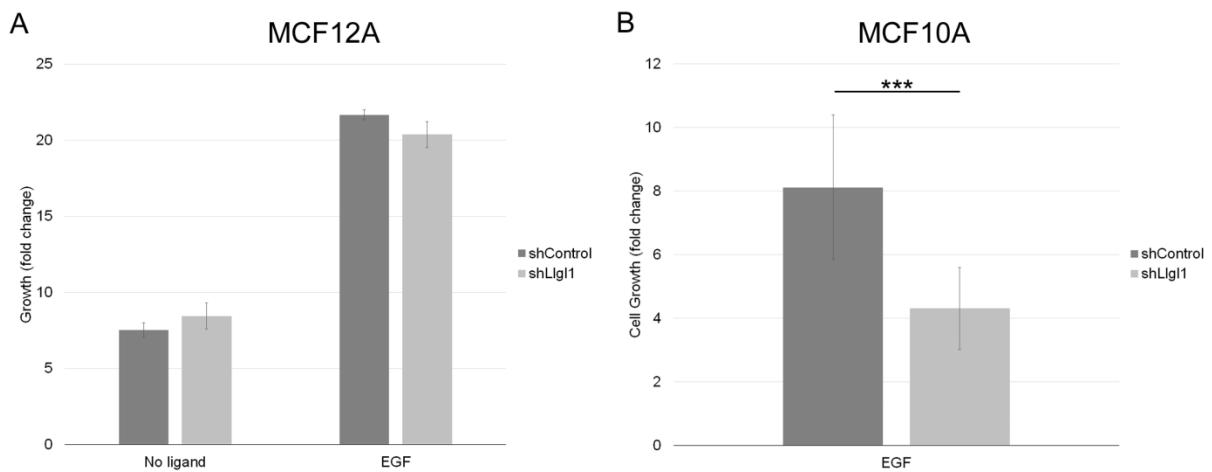 A
MCF12A
Growth (fold change)
25
20
15
10
5
0
No ligand
EGF
shControl
shLlgl1
B
MCF10A
Cell Growth (fold change)
12
10
8
6
4
2
0
***
EGF
shControl
shLlgl1